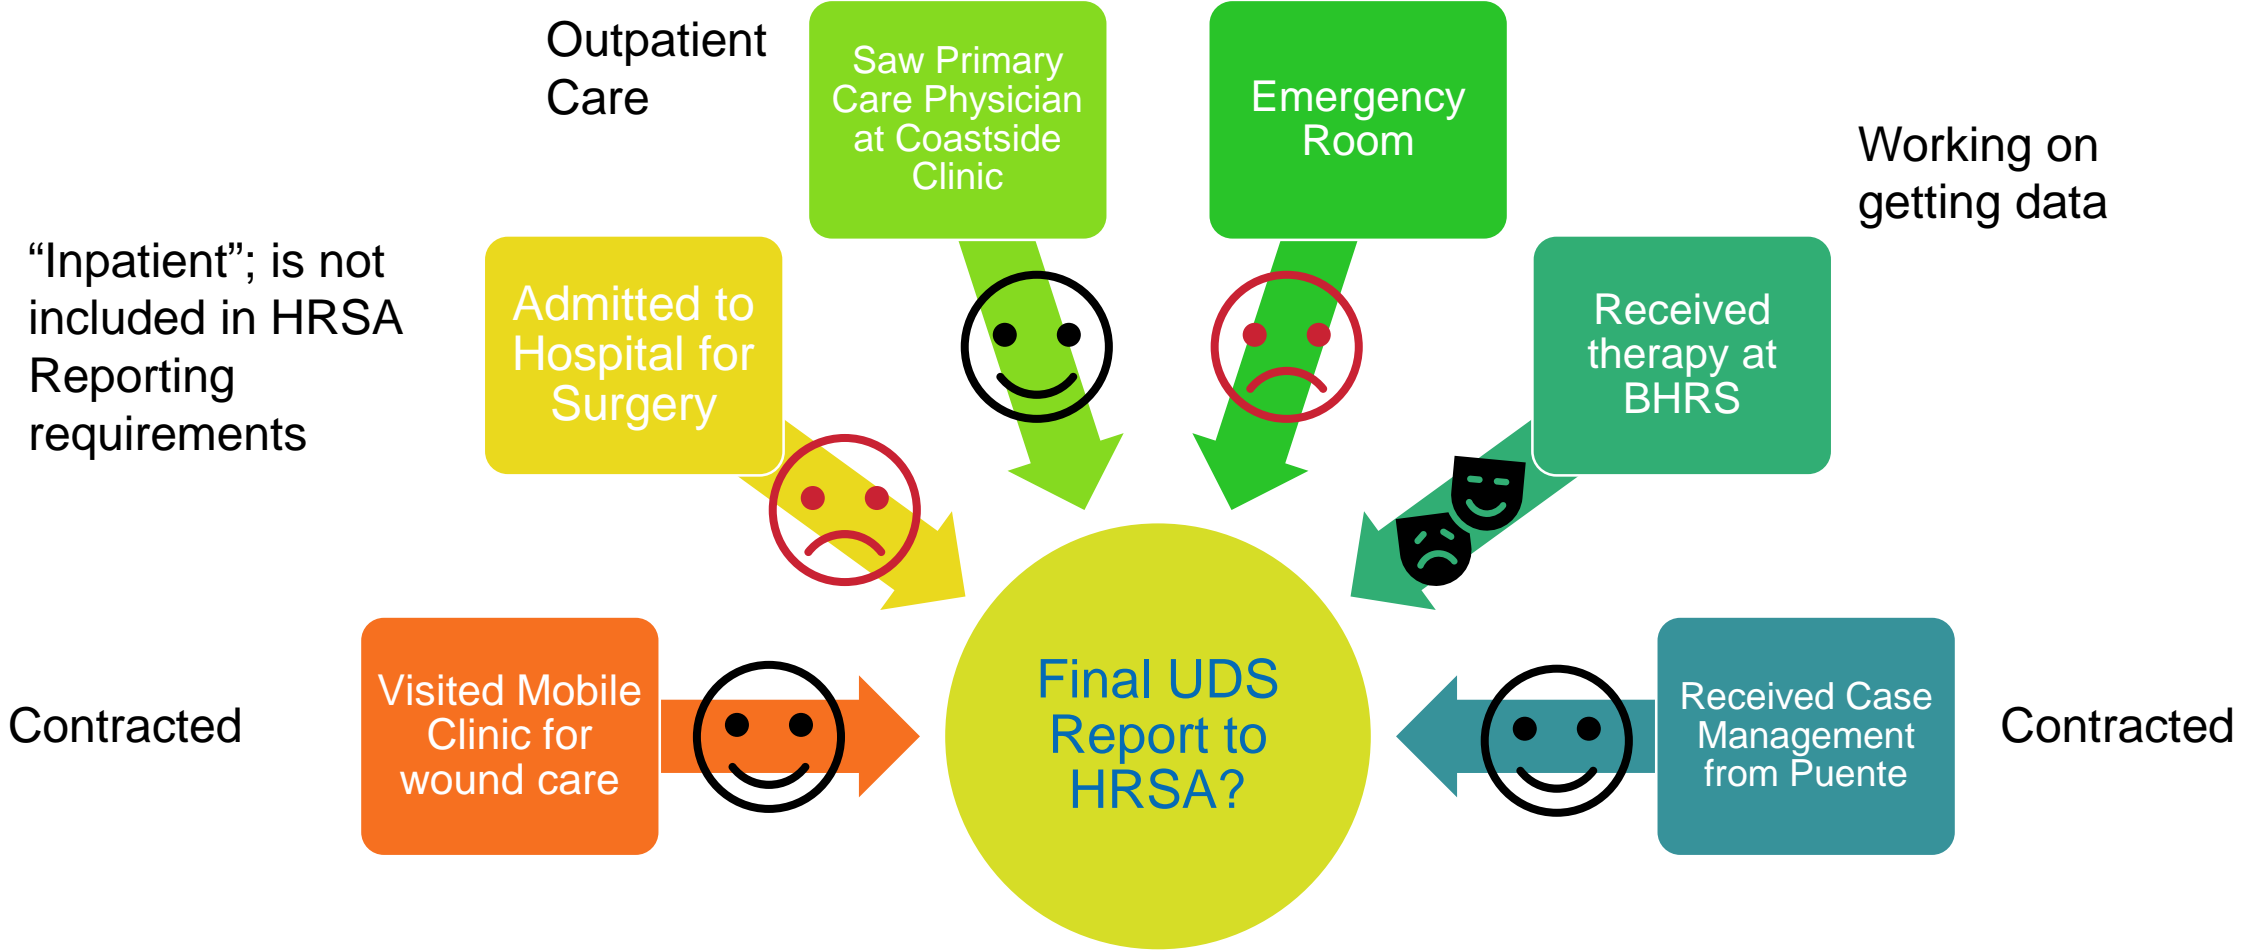 Outpatient
Care
Saw Primary
Care Physician
at Coastside
Clinic
Emergency
Room
Working on
getting data
“Inpatient”; is not
included in HRSA
Reporting
requirements
Admitted to
Hospital for
Surgery
Received
therapy at
BHRS
Contracted
Visited Mobile
Clinic for
wound care
Final UDS
Report to
HRSA?
Received Case
Management
from Puente
Contracted